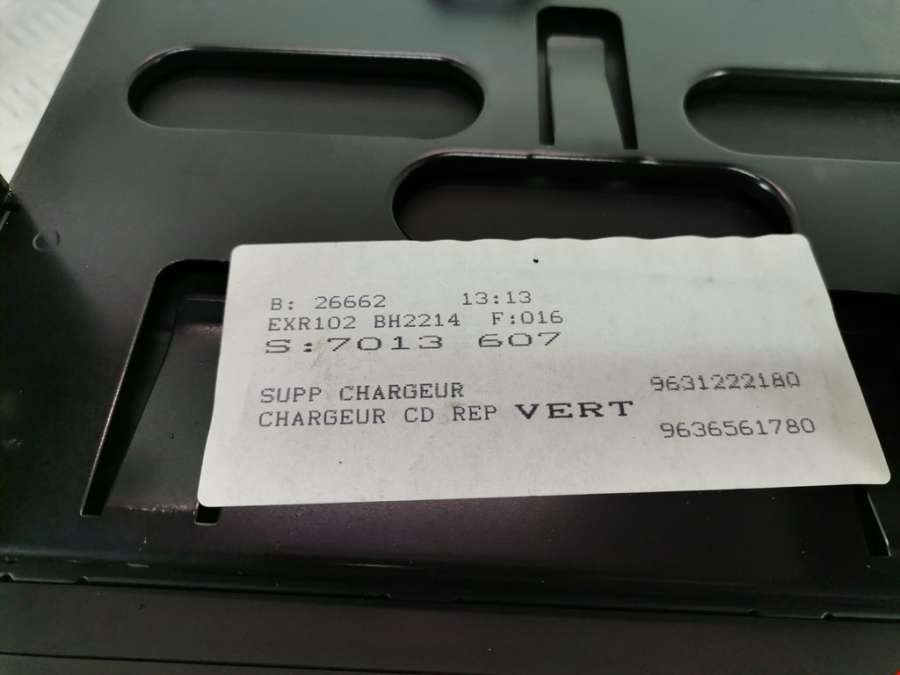 B: 26662 13:13
EXR102 BH2214 F:016
S:7013 607
SUPP CHARGEUR 9631222180
CHARGEUR CD REP VERT
9636561780